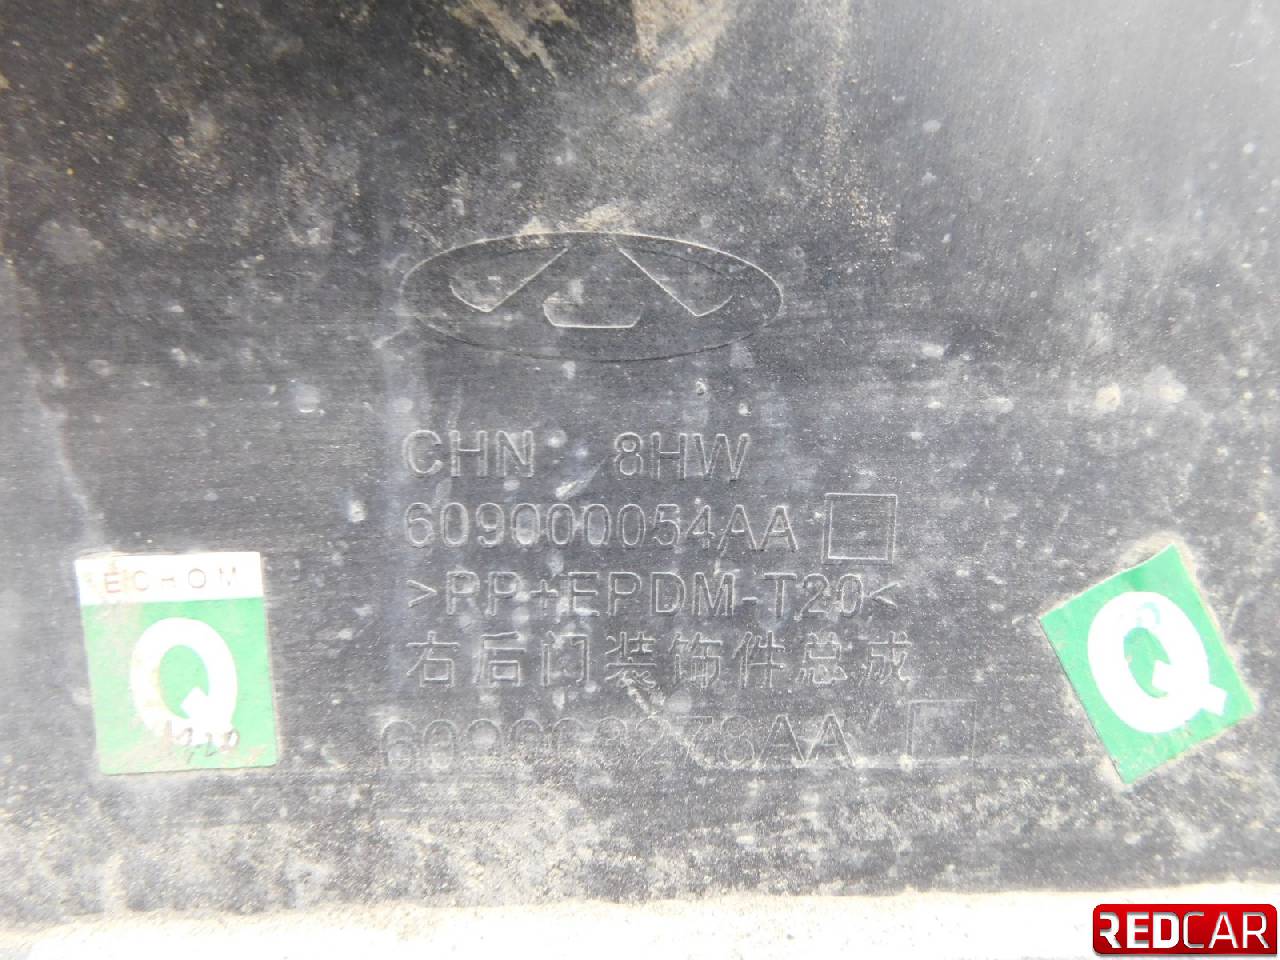 CHN 8HW
609000054AA
>PP+EPDM-T20<
右后门装饰件总成
ECHOM
Q
Q
REDCAR